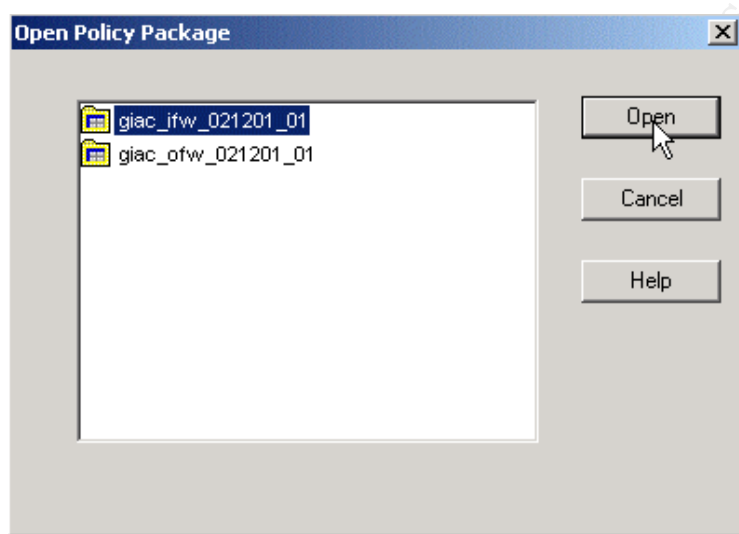 Open Policy Package
giac_ifw_021201_01
giac_ofw_021201_01
Open
Cancel
Help